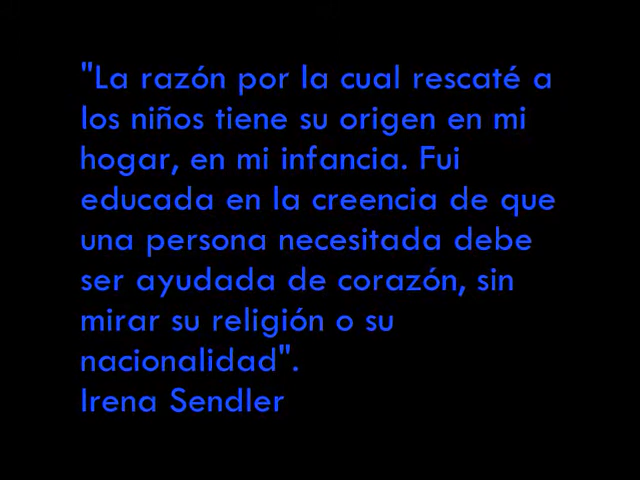 "La razón por la cual rescaté a
los niños tiene su origen en mi
hogar, en mi infancia. Fui
educada en la creencia de que
una persona necesitada debe
ser ayudada de corazón, sin
mirar su religión o su
nacionalidad".
Irena Sendler